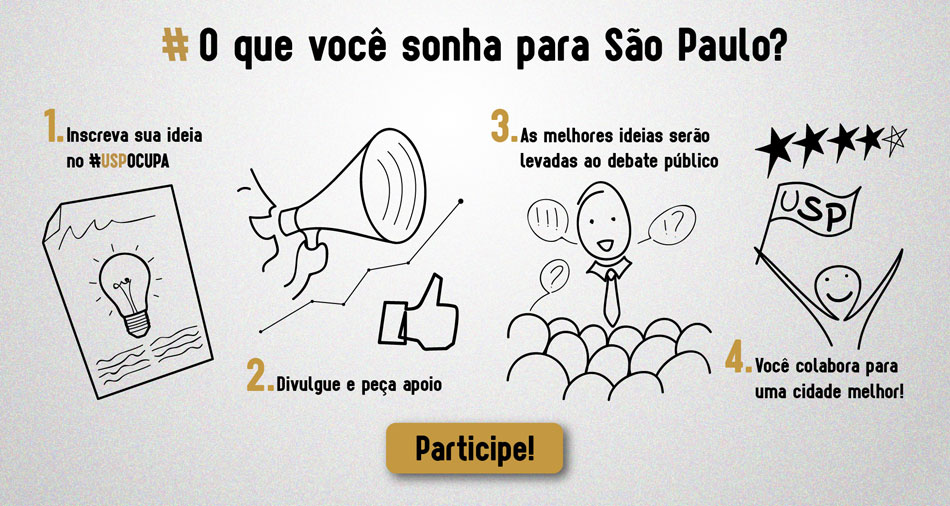 # O que você sonha para São Paulo?
1. Inscreva sua ideia
no #USPOCUPA
2. Divulgue e peça apoio
3. As melhores ideias serão
levadas ao debate público
!!!
!?
?
USP
4. Você colabora para
uma cidade melhor!
Participe!